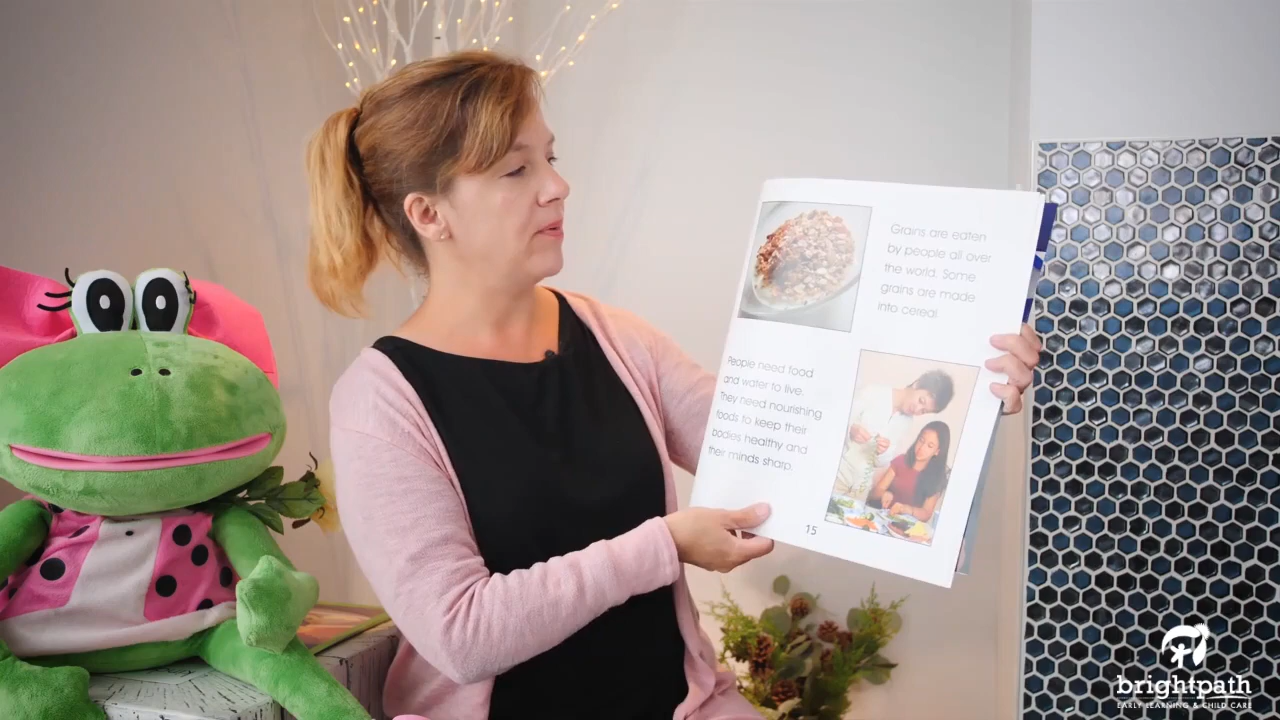 Grains are eaten
by people all over
the world. Some
grains are made
into cereal.
People need food
and water to live.
They need nourishing
foods to keep their
bodies healthy and
their minds sharp.
15
brightpath
EARLY LEARNING & CHILD CARE